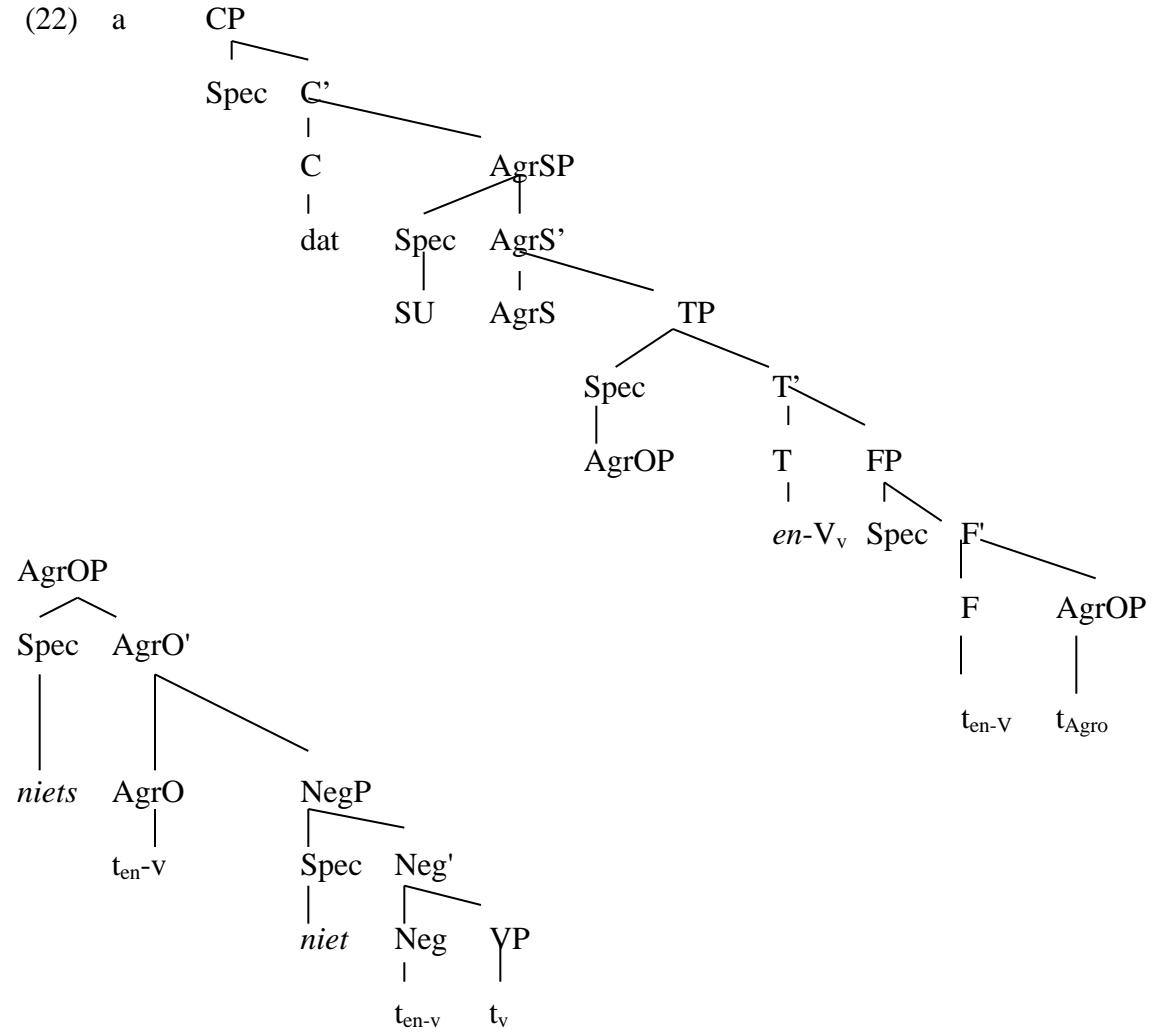 (22) a CP
Spec C’
C AgrSP
dat Spec AgrS’
SU AgrS TP
Spec T’
AgrOP T FP
en-Vv Spec F'
AgrOP
F AgrOP
Spec AgrO'
ten-V tAgro
niets AgrO NegP
ten-v Spec Neg'
niet Neg VP
ten-v tv